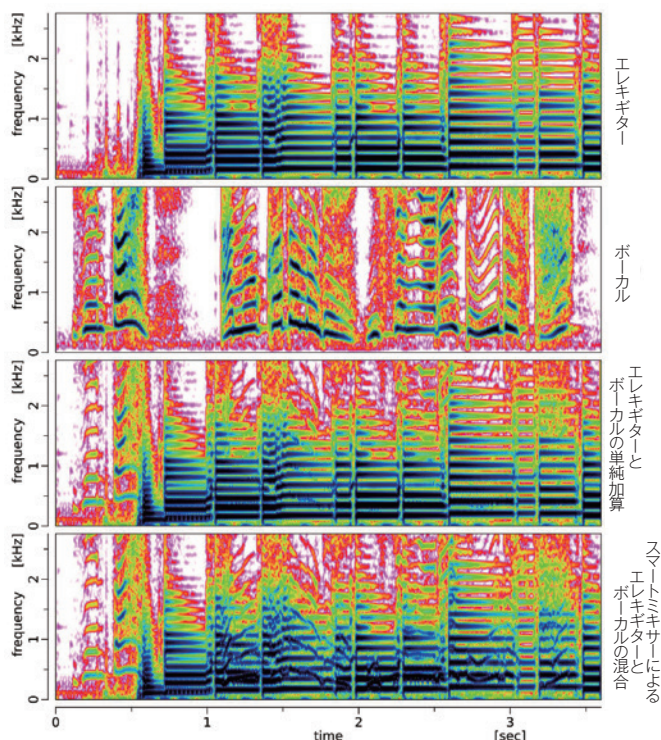 frequency [kHz]
2
1
0
エレキギター
frequency [kHz]
2
1
0
ボーカル
frequency [kHz]
2
1
0
エレキギターと
ボーカルの単純加算
frequency [kHz]
2
1
0
スマートミキサーによる
エレキギターと
ボーカルの混合
0 1 2 3
time [sec]